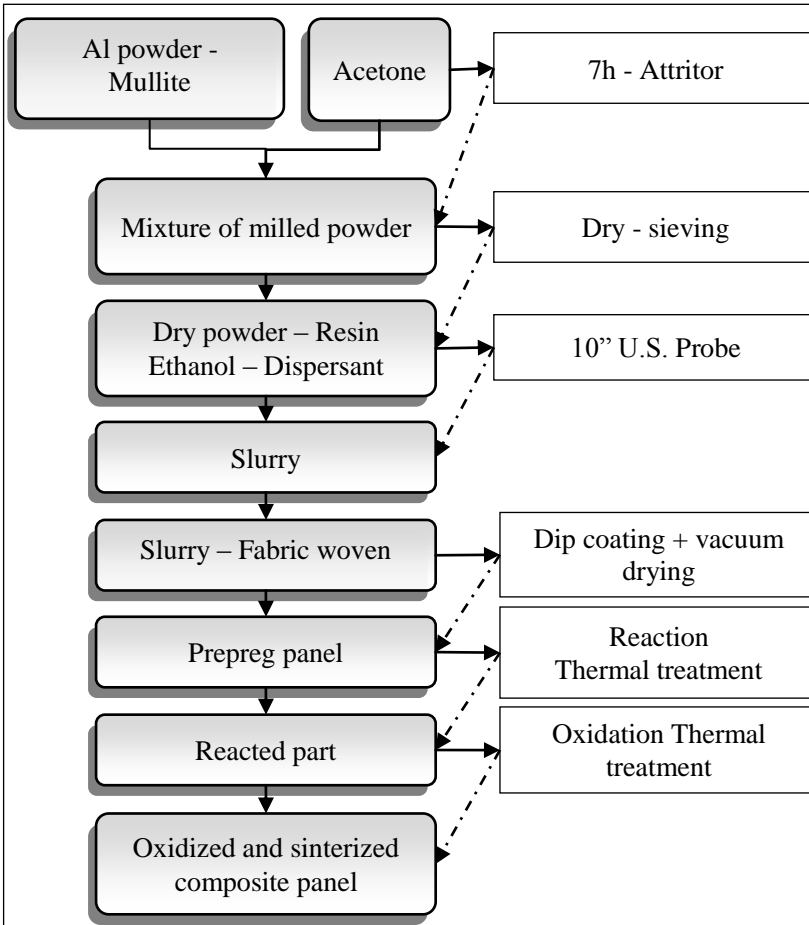 Al powder -
Mullite
Acetone
7h - Attritor
Mixture of milled powder
Dry - sieving
Dry powder – Resin
Ethanol – Dispersant
10” U.S. Probe
Slurry
Slurry – Fabric woven
Dip coating + vacuum
drying
Prepreg panel
Reaction
Thermal treatment
Reacted part
Oxidation Thermal
treatment
Oxidized and sinterized
composite panel